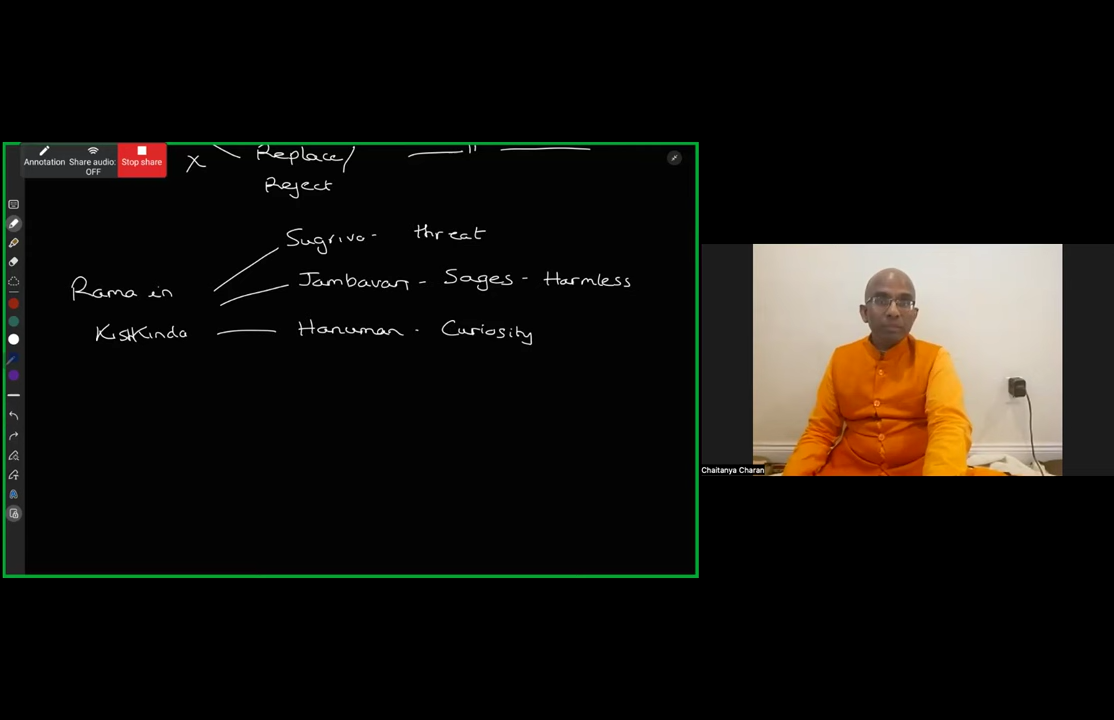 Annotation Share audio: Stop share
OFF
X Replace/
Reject
Sugriva - threat
Rama in Jambavan - Sages - Harmless
KishKinda Hanuman - Curiosity
Chaitanya Charan